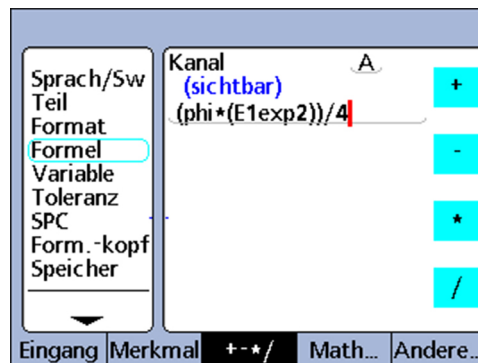 Sprach/Sw
Teil
Format
Formel
Variable
Toleranz
SPC
Form.-kopf
Speicher
Kanal A
(sichtbar)
(phi*(E1exp2))/4
+
-
*
/
Eingang Merkmal +-*/ Math... Andere...